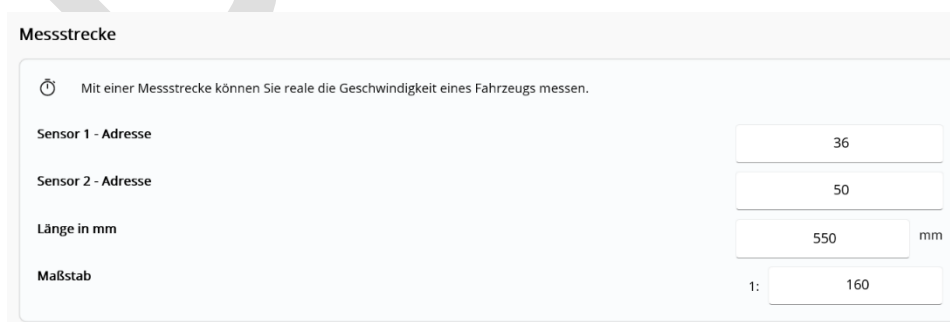 Messstrecke
Mit einer Messstrecke können Sie reale die Geschwindigkeit eines Fahrzeugs messen.
Sensor 1 - Adresse 36
Sensor 2 - Adresse 50
Länge in mm 550 mm
Maßstab 1: 160